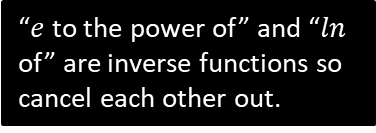 “e to the power of” and “ln
of” are inverse functions so
cancel each other out.